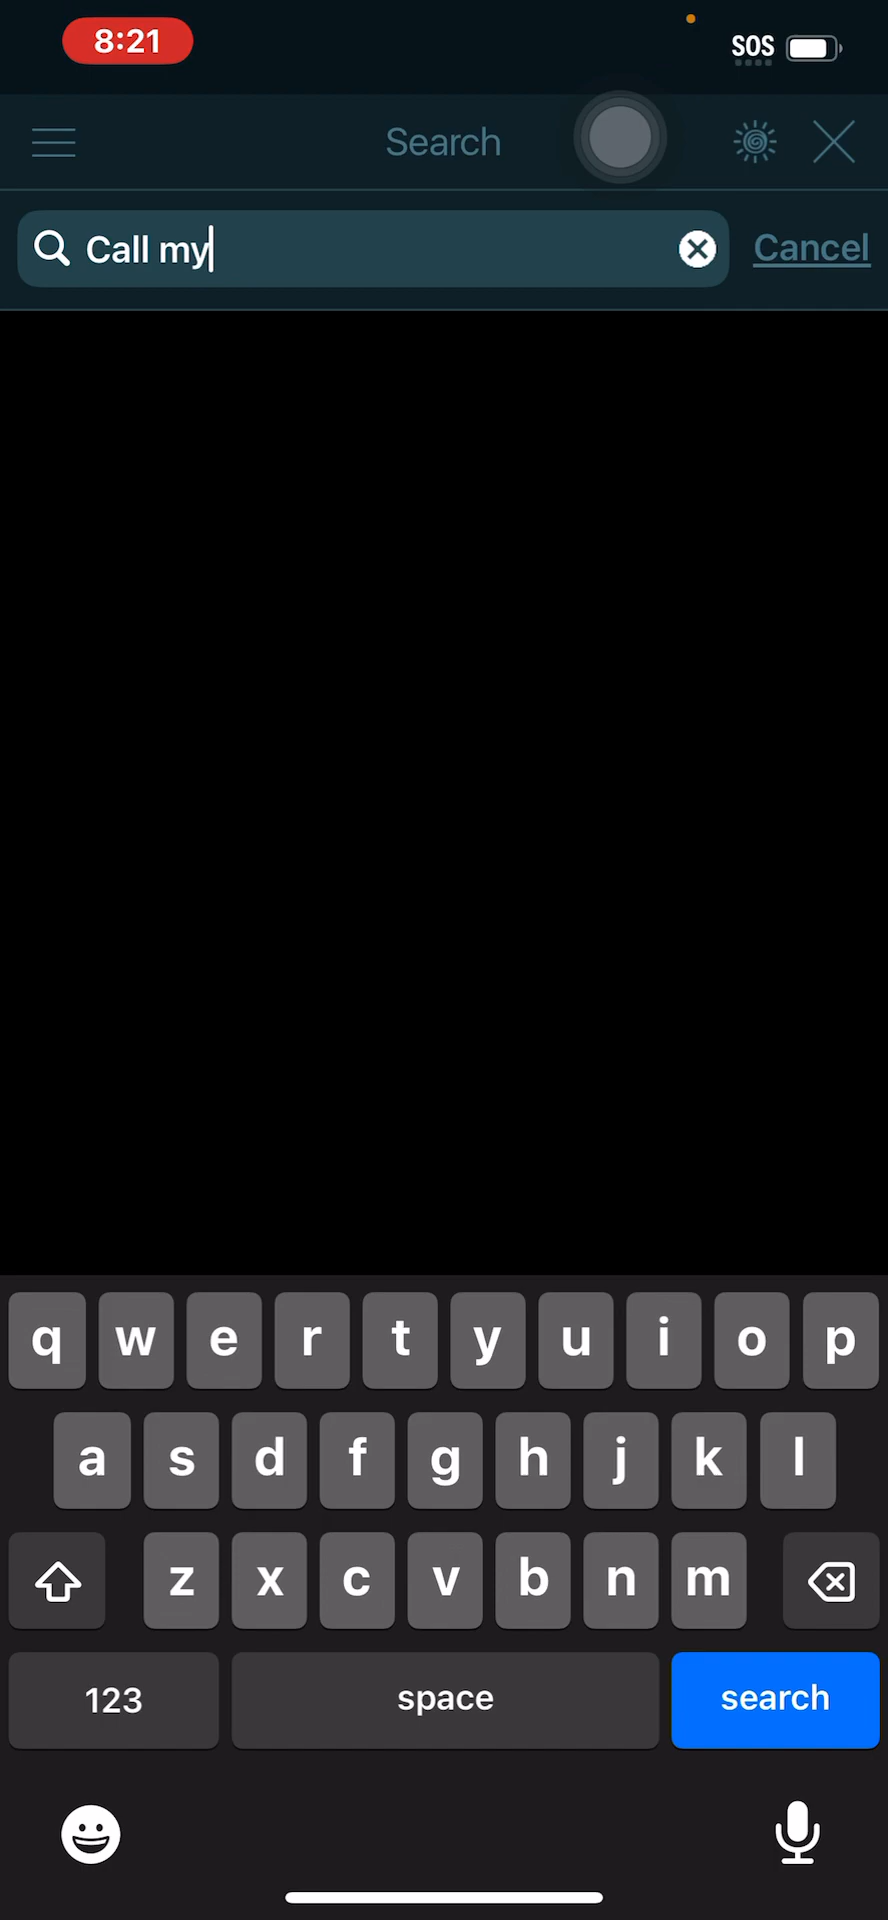 8:21
SOS
Search
Call my
Cancel
q w e r t y u i o p
a s d f g h j k l
z x c v b n m
123 space search